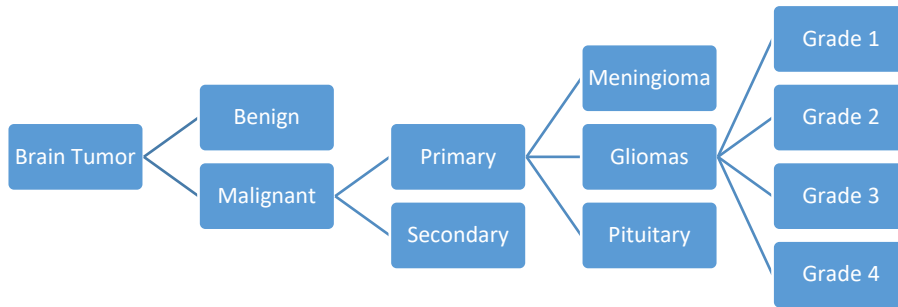 Brain Tumor
Benign
Malignant
Primary
Secondary
Meningioma
Gliomas
Pituitary
Grade 1
Grade 2
Grade 3
Grade 4